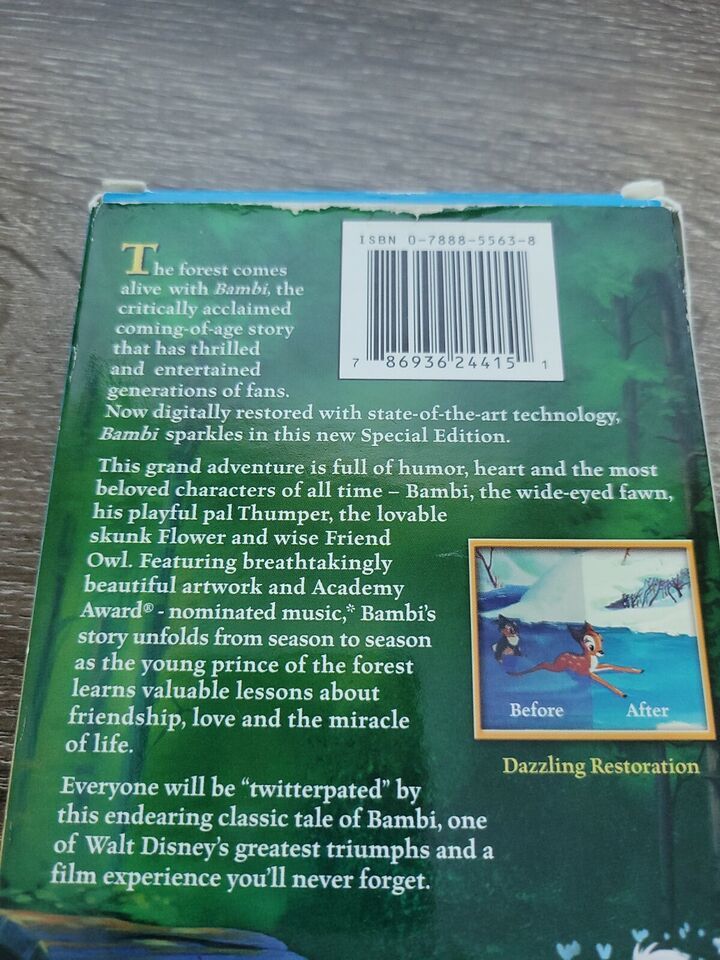 ISBN 0-7888-5563-8
7 86936 24415 1
The forest comes
alive with Bambi, the
critically acclaimed
coming-of-age story
that has thrilled
and entertained
generations of fans.
Now digitally restored with state-of-the-art technology,
Bambi sparkles in this new Special Edition.
This grand adventure is full of humor, heart and the most
beloved characters of all time – Bambi, the wide-eyed fawn,
his playful pal Thumper, the lovable
skunk Flower and wise Friend
Owl. Featuring breathtakingly
beautiful artwork and Academy
Award® - nominated music,* Bambi's
story unfolds from season to season
as the young prince of the forest
learns valuable lessons about
friendship, love and the miracle
of life.
Before After
Dazzling Restoration
Everyone will be "twitterpated" by
this endearing classic tale of Bambi, one
of Walt Disney's greatest triumphs and a
film experience you'll never forget.